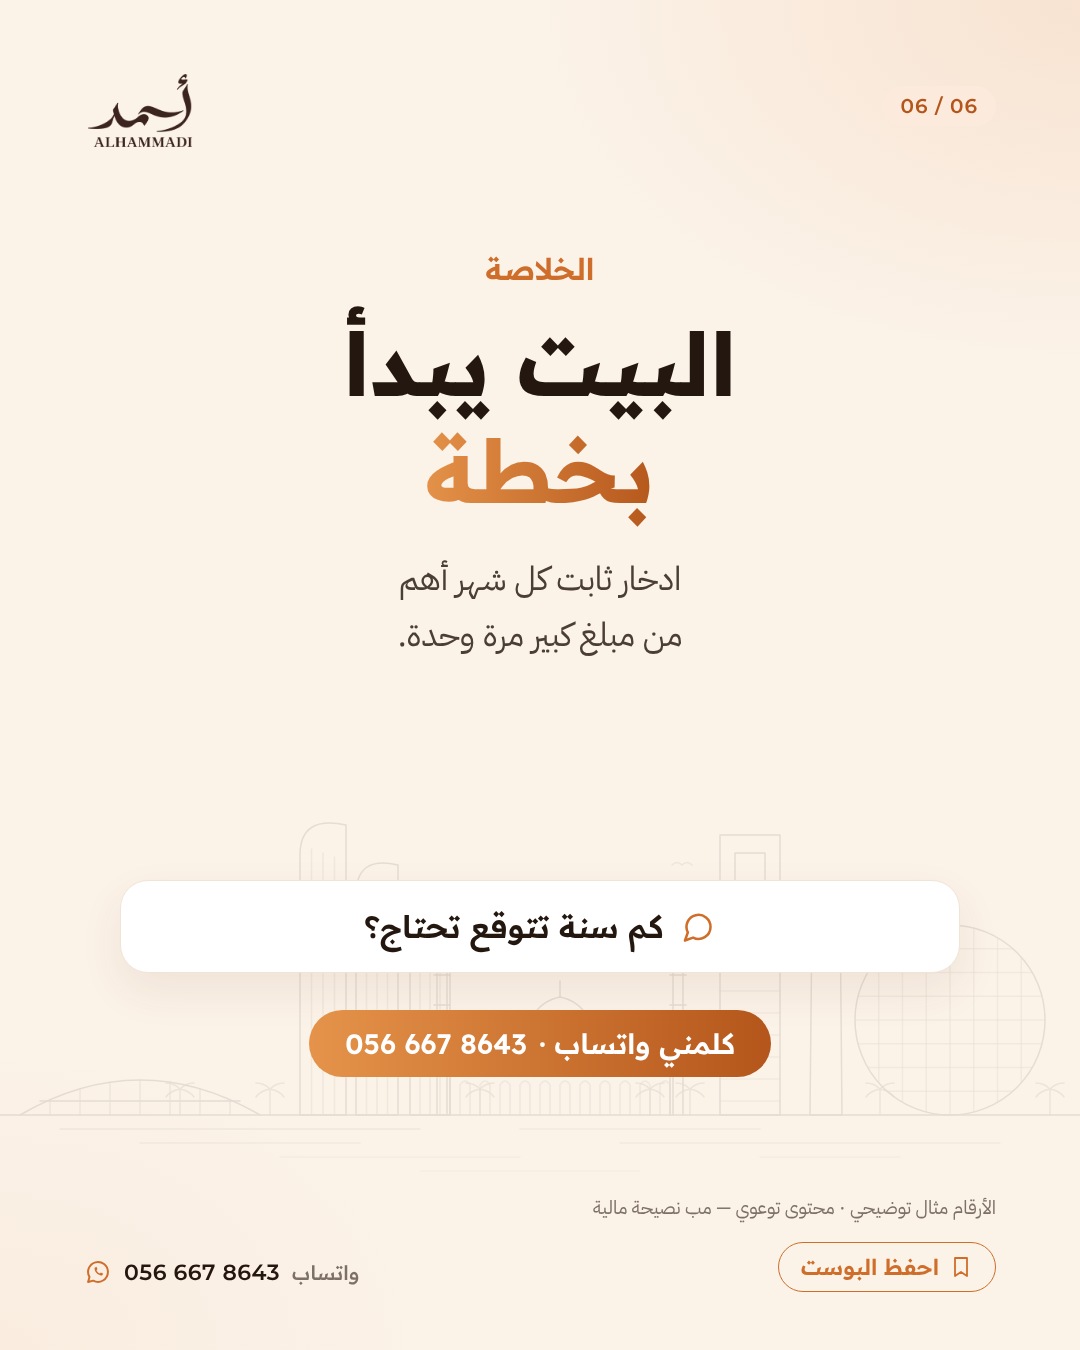 أحمد
ALHAMMADI
06 / 06
الخلاصة
البيت يبدأ
بخطة
ادخار ثابت كل شهر أهم
من مبلغ كبير مرة وحدة.
كم سنة تتوقع تحتاج؟
كلمني واتساب · 056 667 8643
الأرقام مثال توضيحي · محتوى توعوي — مب نصيحة مالية
احفظ البوست
واتساب 056 667 8643